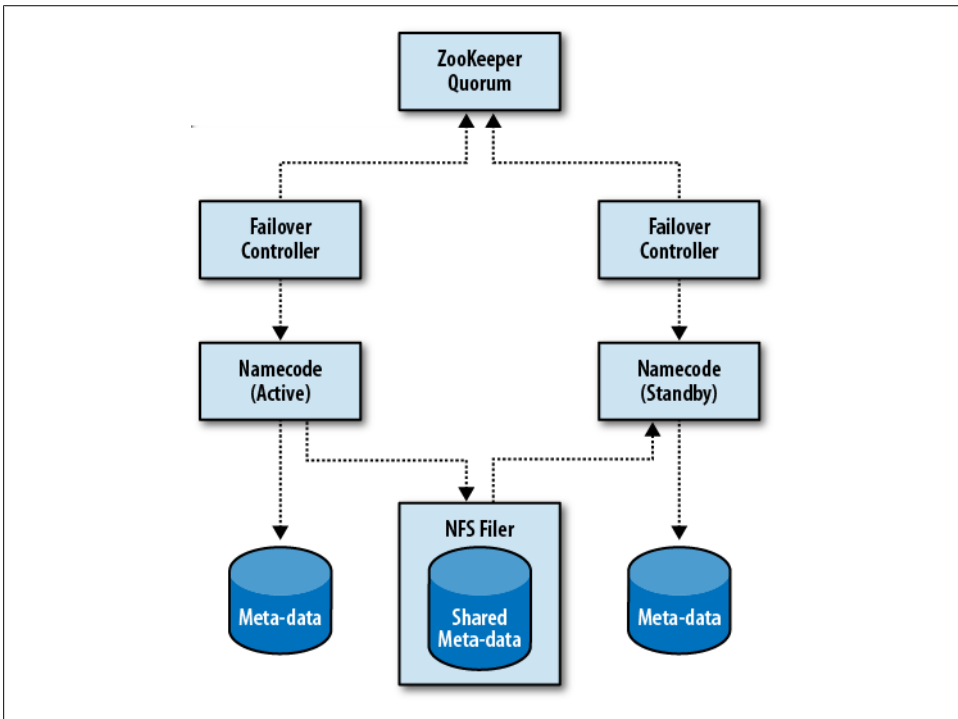 ZooKeeper
Quorum
Failover
Controller
Failover
Controller
Namecode
(Active)
Namecode
(Standby)
NFS Filer
Meta-data
Shared
Meta-data
Meta-data